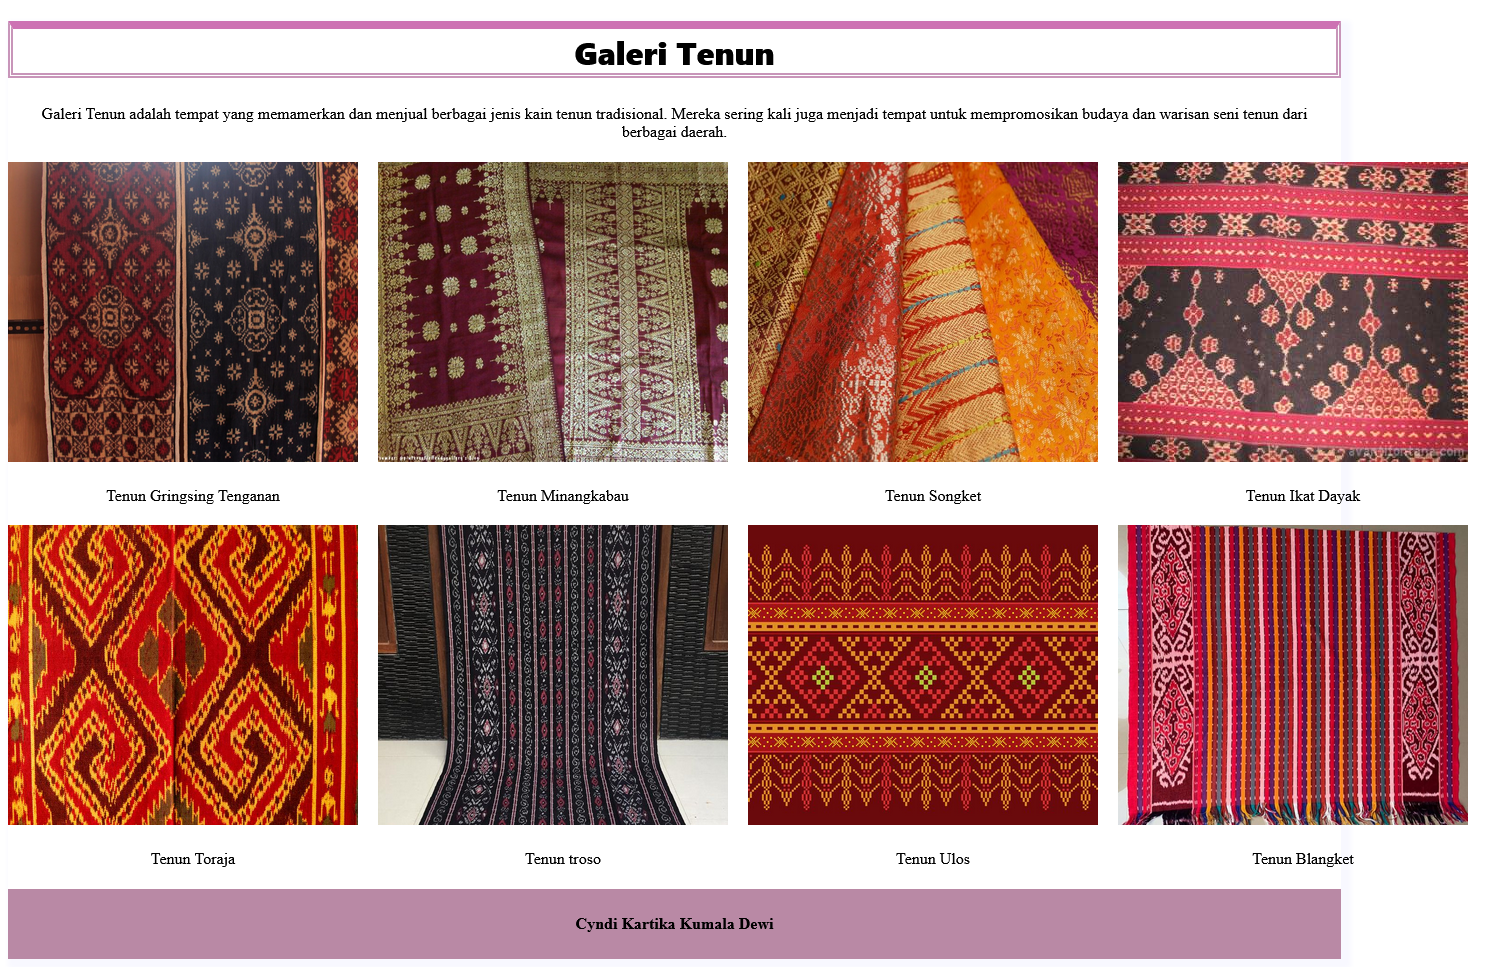 Galeri Tenun
Galeri Tenun adalah tempat yang memamerkan dan menjual berbagai jenis kain tenun tradisional. Mereka sering kali juga menjadi tempat untuk mempromosikan budaya dan warisan seni tenun dari
berbagai daerah.
Tenun Gringsing Tenganan
Tenun Minangkabau
Tenun Songket
Tenun Ikat Dayak
Tenun Toraja
Tenun troso
Tenun Ulos
Tenun Blangket
Cyndi Kartika Kumala Dewi